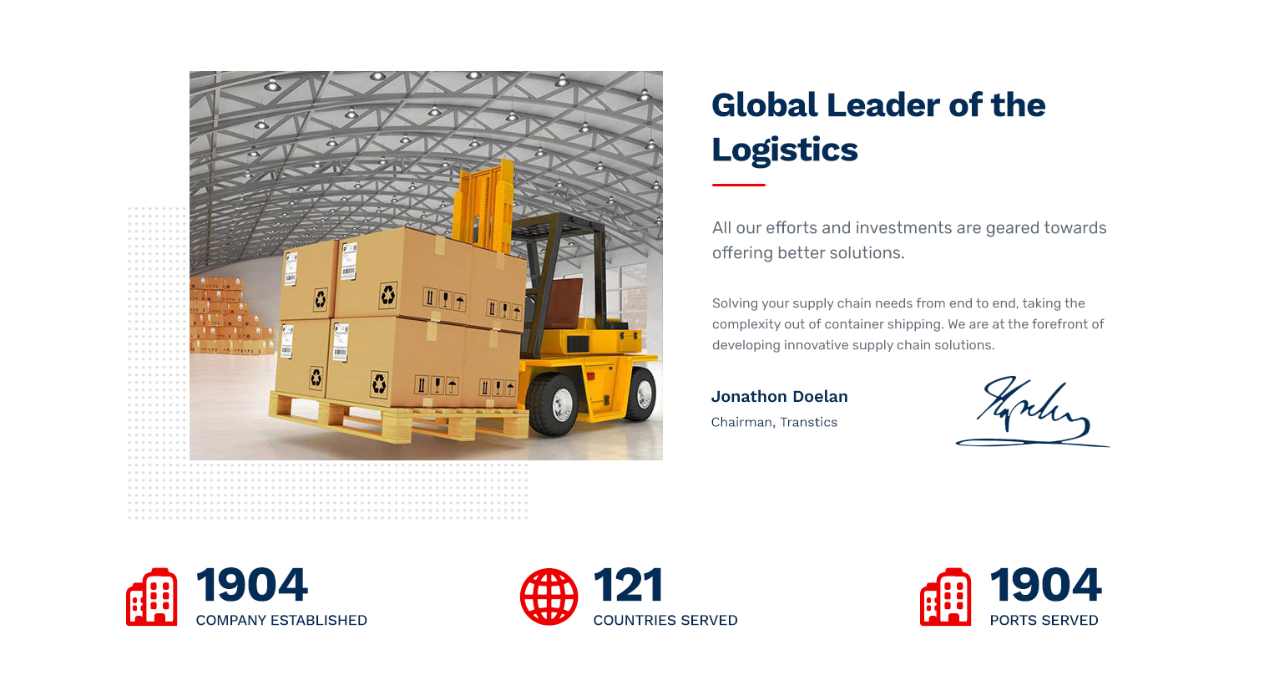 Global Leader of the
Logistics
All our efforts and investments are geared towards
offering better solutions.
Solving your supply chain needs from end to end, taking the
complexity out of container shipping. We are at the forefront of
developing innovative supply chain solutions.
Jonathon Doelan
Chairman, Transtics
1904
COMPANY ESTABLISHED
121
COUNTRIES SERVED
1904
PORTS SERVED